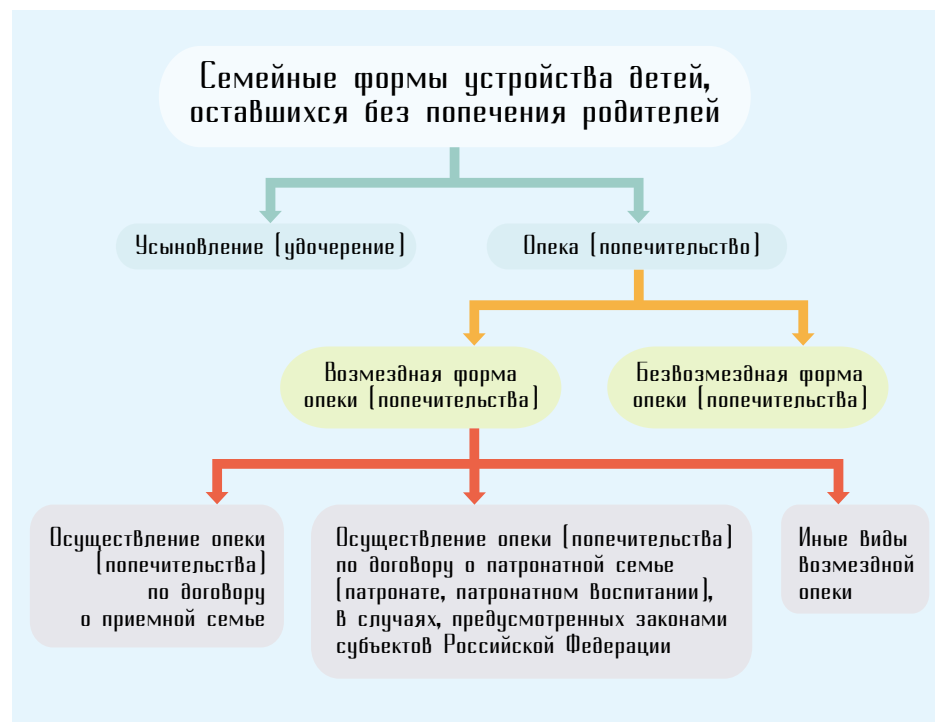 Семейные формы устройства детей,
оставшихся без попечения родителей
Усыновление (удочерение)
Опека (попечительство)
Возмездная форма
опеки (попечительства)
Безвозмездная форма
опеки (попечительства)
Осуществление опеки
(попечительства)
по договору
о приемной семье
Осуществление опеки (попечительства)
по договору о патронатной семье
(патронате, патронатном воспитании),
в случаях, предусмотренных законами
субъектов Российской Федерации
Иные виды
возмездной
опеки